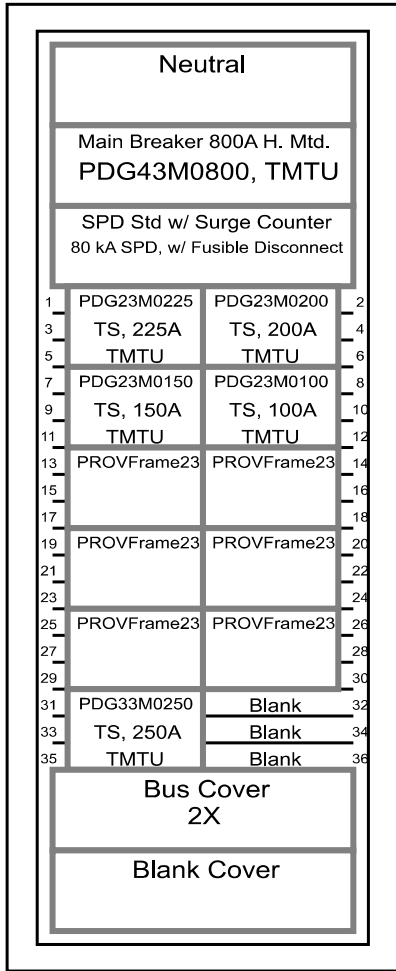 Neutral
Main Breaker 800A H. Mtd.
PDG43M0800, TMTU
SPD Std w/ Surge Counter
80 kA SPD, w/ Fusible Disconnect
1 PDG23M0225 PDG23M0200 2
3 TS, 225A TS, 200A 4
5 TMTU TMTU 6
7 PDG23M0150 PDG23M0100 8
9 TS, 150A TS, 100A 10
11 TMTU TMTU 12
13 PROVFrame23 PROVFrame23 14
15 16
17 18
19 PROVFrame23 PROVFrame23 20
21 22
23 24
25 PROVFrame23 PROVFrame23 26
27 28
29 30
31 PDG33M0250 Blank 32
33 TS, 250A Blank 34
35 TMTU Blank 36
Bus Cover
2X
Blank Cover